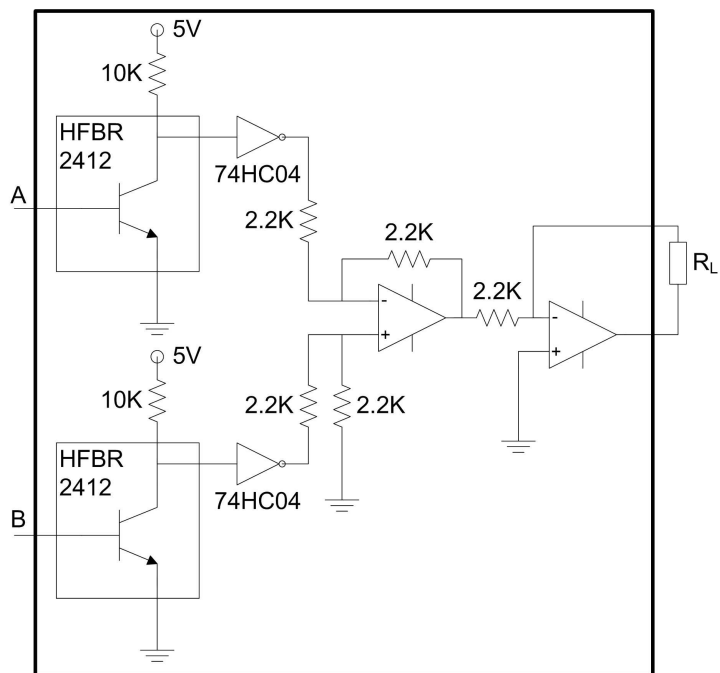 5V
10K
HFBR
2412
A
74HC04
2.2K
2.2K
2.2K
R_L
-
+
-
+
5V
10K
2.2K
2.2K
HFBR
2412
74HC04
B